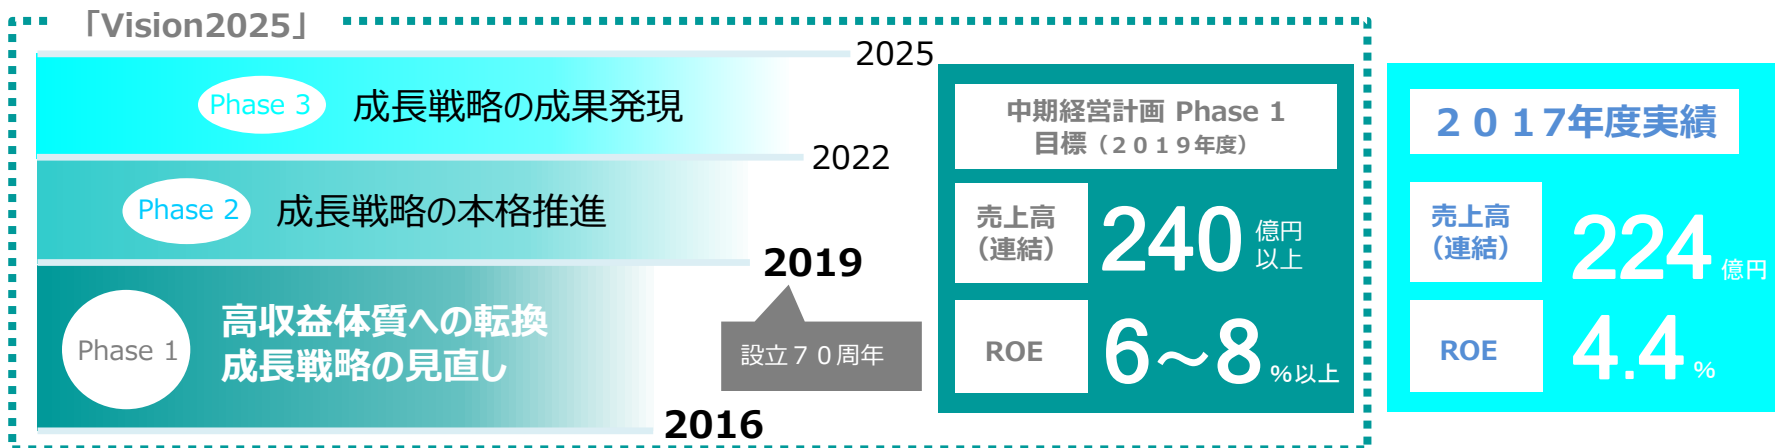 「Vision2025」
2025
Phase 3 成長戦略の成果発現
2022
Phase 2 成長戦略の本格推進
2019
Phase 1
高収益体質への転換
成長戦略の見直し
設立７０周年
2016
中期経営計画 Phase 1
目標（２０１９年度）
売上高
（連結）
240 億円
以上
ROE
6～8 %以上
２０１7年度実績
売上高
（連結）
224 億円
ROE
4.4 %